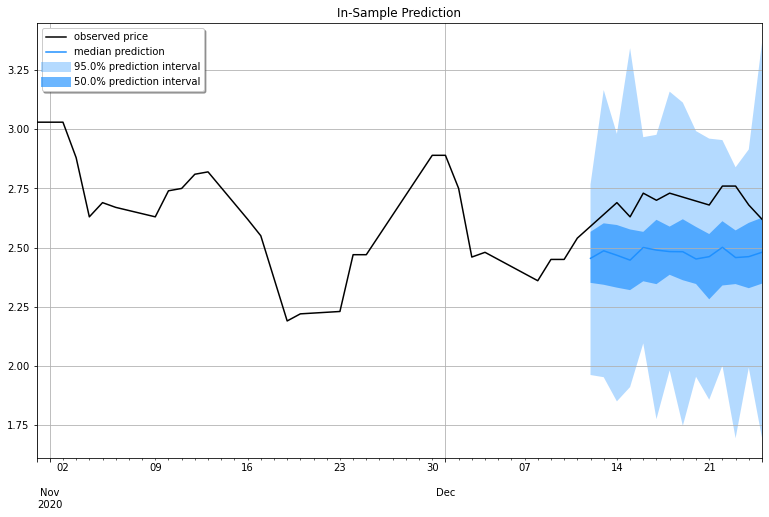 In-Sample Prediction
observed price
median prediction
95.0% prediction interval
50.0% prediction interval
3.25
3.00
2.75
2.50
2.25
2.00
1.75
02 09 16 23 30 07 14 21
Nov Dec
2020